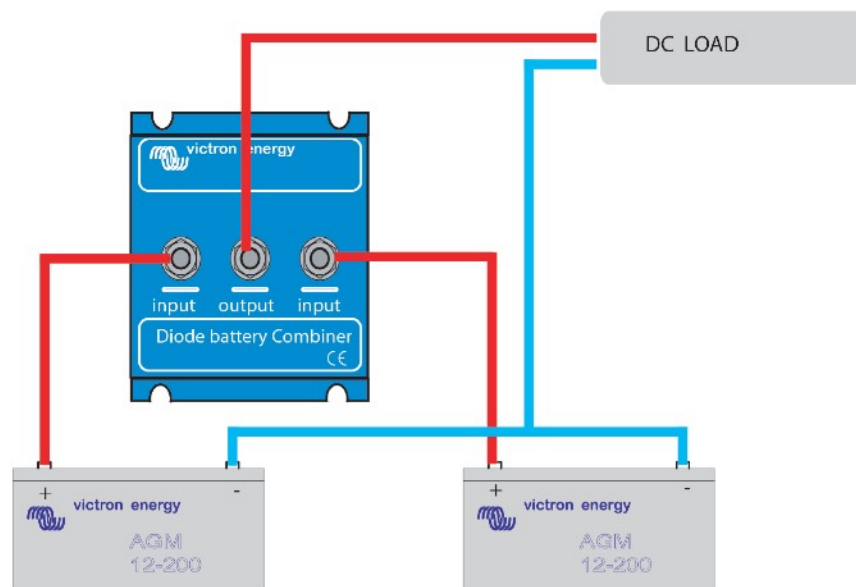 DC LOAD
victron energy
input output input
Diode battery Combiner
CE
+ - + -
victron energy victron energy
AGM AGM
12-200 12-200